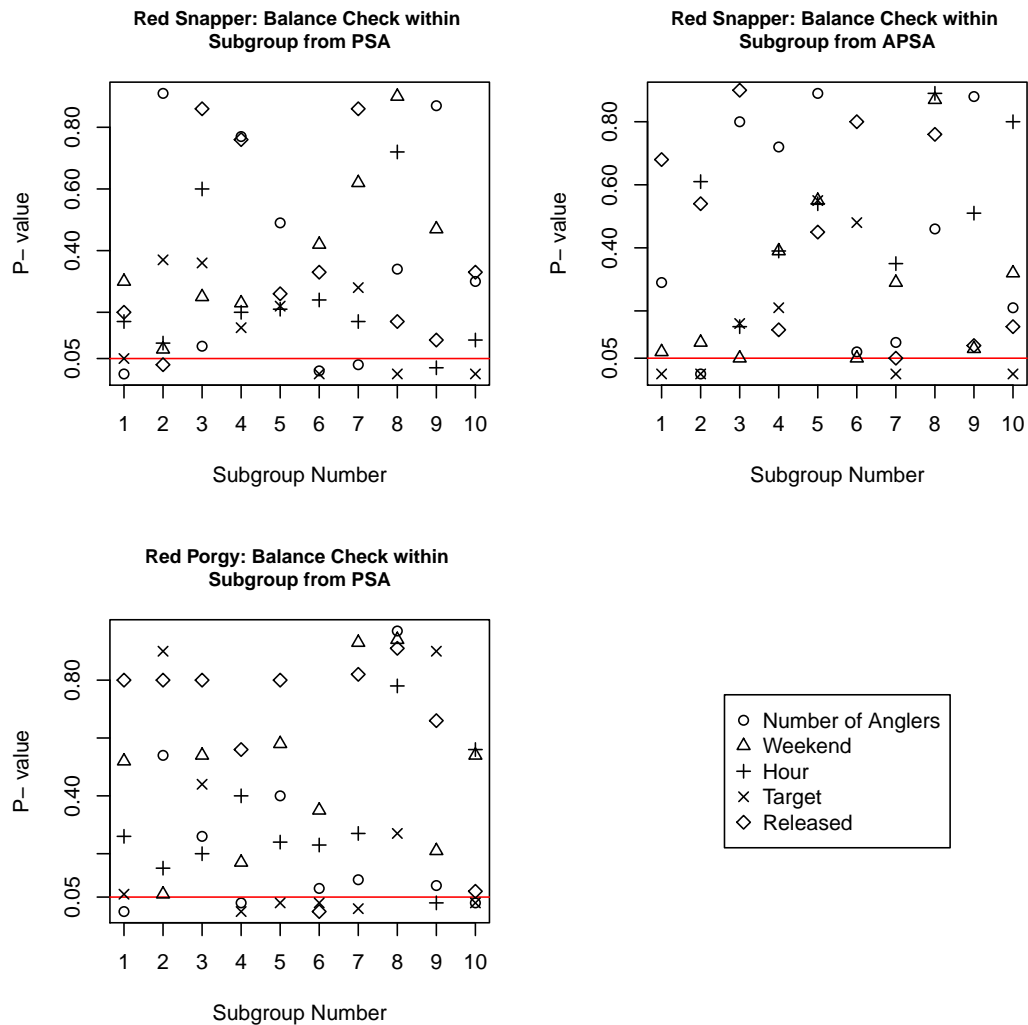 Red Snapper: Balance Check within
Subgroup from PSA
P− value
0.80
0.60
0.40
0.05
1 2 3 4 5 6 7 8 9 10
Subgroup Number
Red Snapper: Balance Check within
Subgroup from APSA
P− value
0.80
0.60
0.40
0.05
1 2 3 4 5 6 7 8 9 10
Subgroup Number
Red Porgy: Balance Check within
Subgroup from PSA
P− value
0.80
0.40
0.05
1 2 3 4 5 6 7 8 9 10
Subgroup Number
Number of Anglers
Weekend
Hour
Target
Released